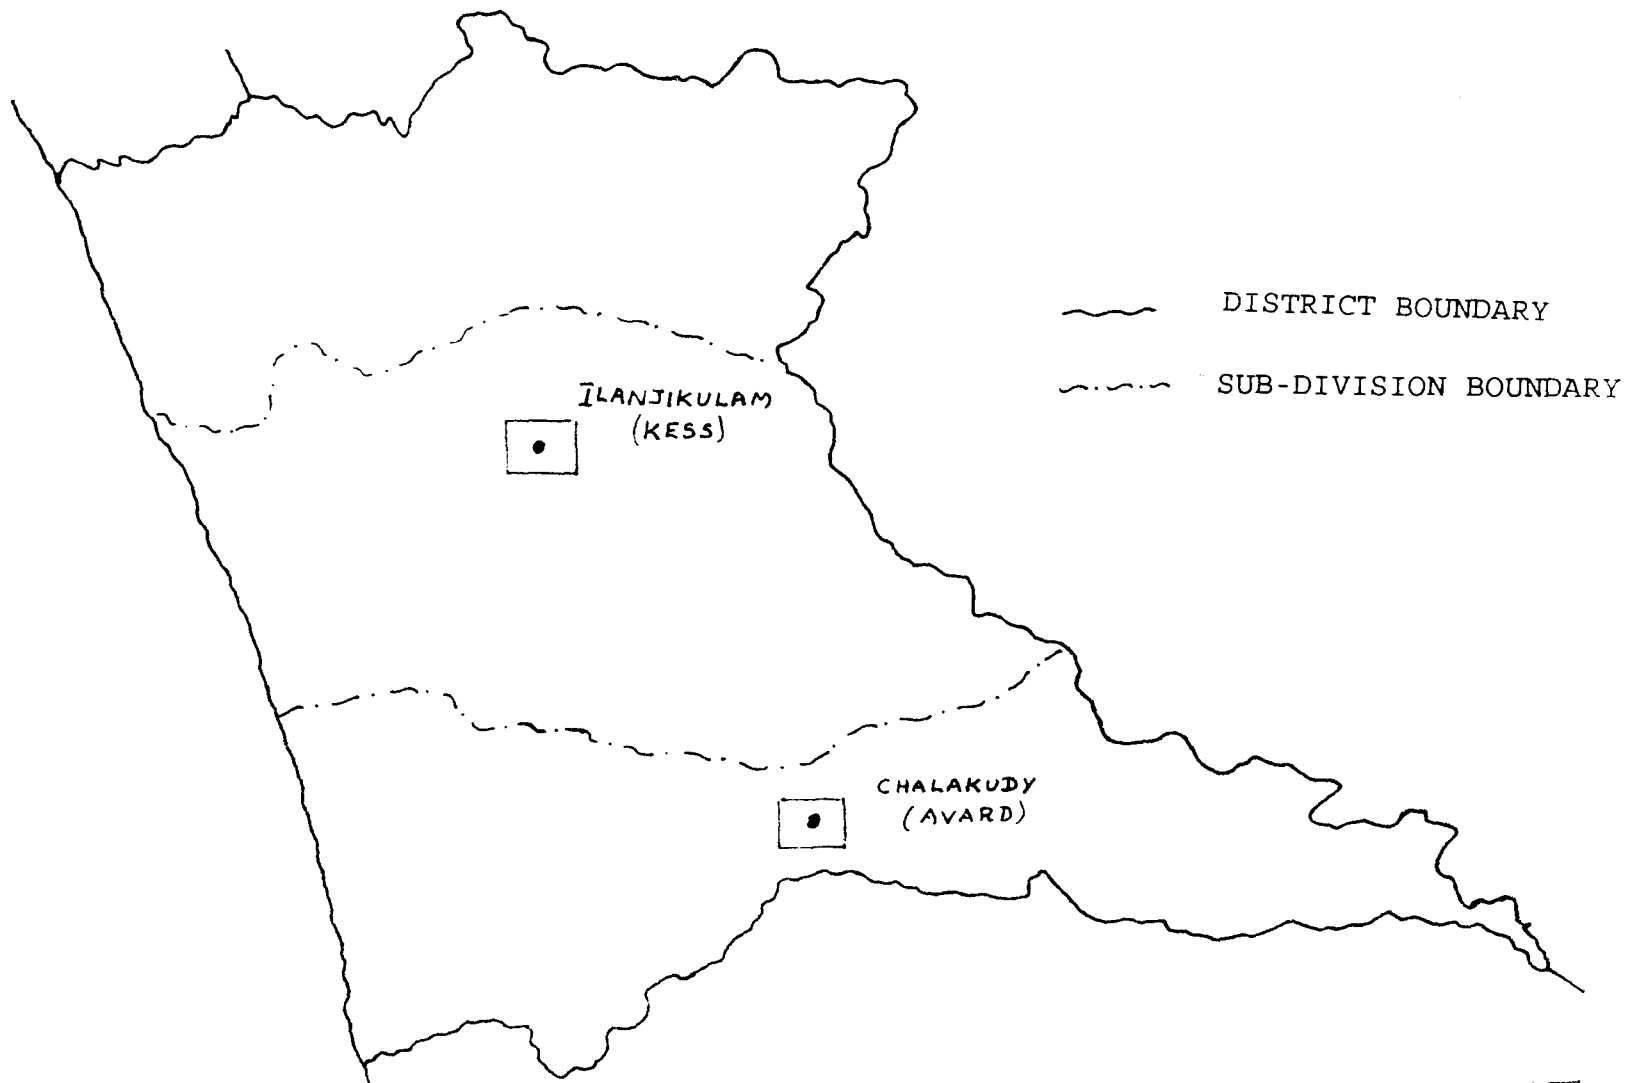 DISTRICT BOUNDARY
SUB-DIVISION BOUNDARY
ILANJIKULAM
(KESS)
CHALAKUDY
(AVARD)